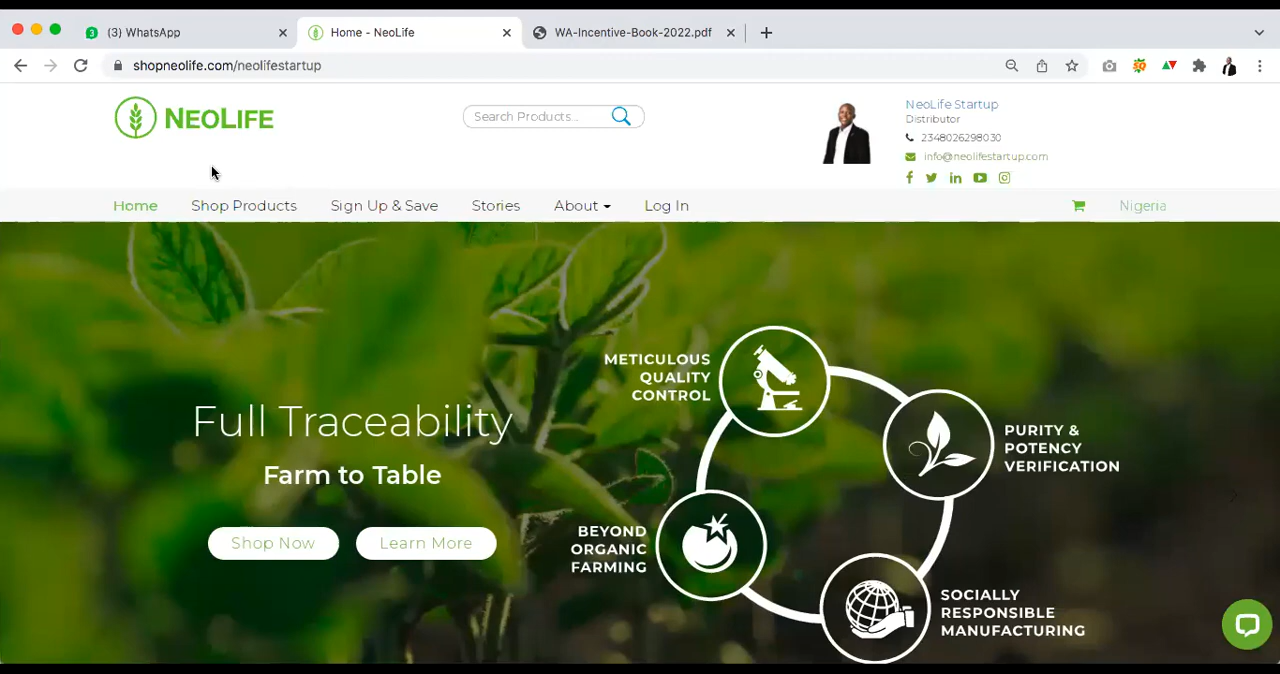 3
(3) WhatsApp
Home - NeoLife
WA-Incentive-Book-2022.pdf
shopneolife.com/neolifestartup
NEOLIFE
Search Products...
NeoLife Startup
Distributor
2348026298030
info@neolifestartup.com
Home
Shop Products
Sign Up & Save
Stories
About
Log In
Nigeria
Full Traceability
Farm to Table
Shop Now
Learn More
METICULOUS
QUALITY
CONTROL
PURITY &
POTENCY
VERIFICATION
BEYOND
ORGANIC
FARMING
SOCIALLY
RESPONSIBLE
MANUFACTURING